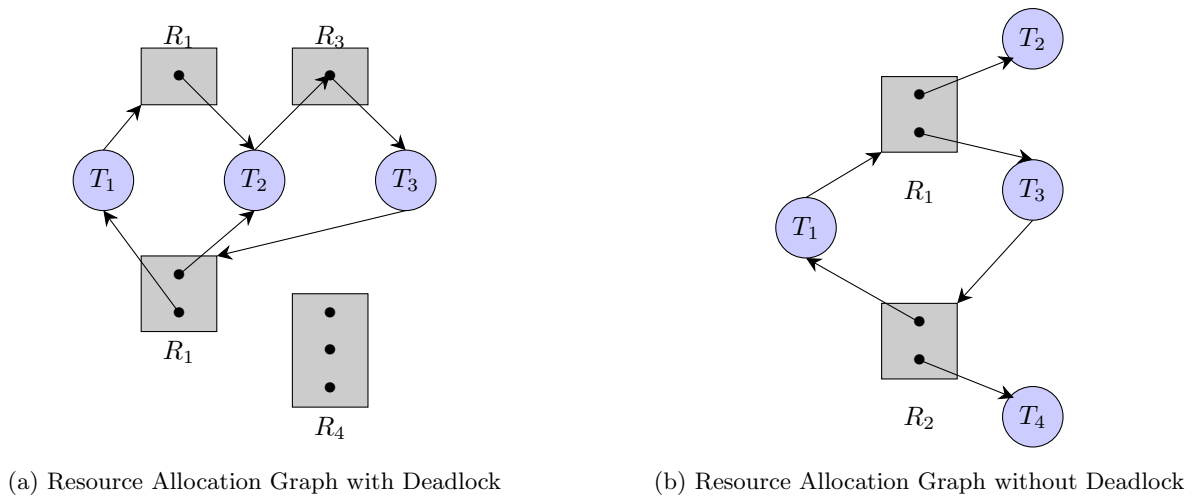 R1
R3
T1
T2
T3
R1
R4
(a) Resource Allocation Graph with Deadlock
T2
R1
T3
T1
R2
T4
(b) Resource Allocation Graph without Deadlock